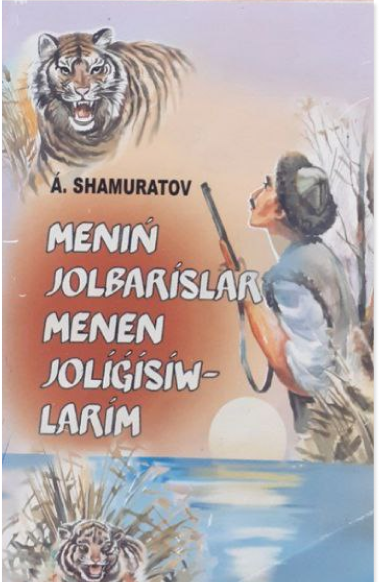 Á. SHAMURATOV
MENIŃ
JOLBARÍSLAR
MENEN
JOLÍǴÍSÍW-
LARÍM